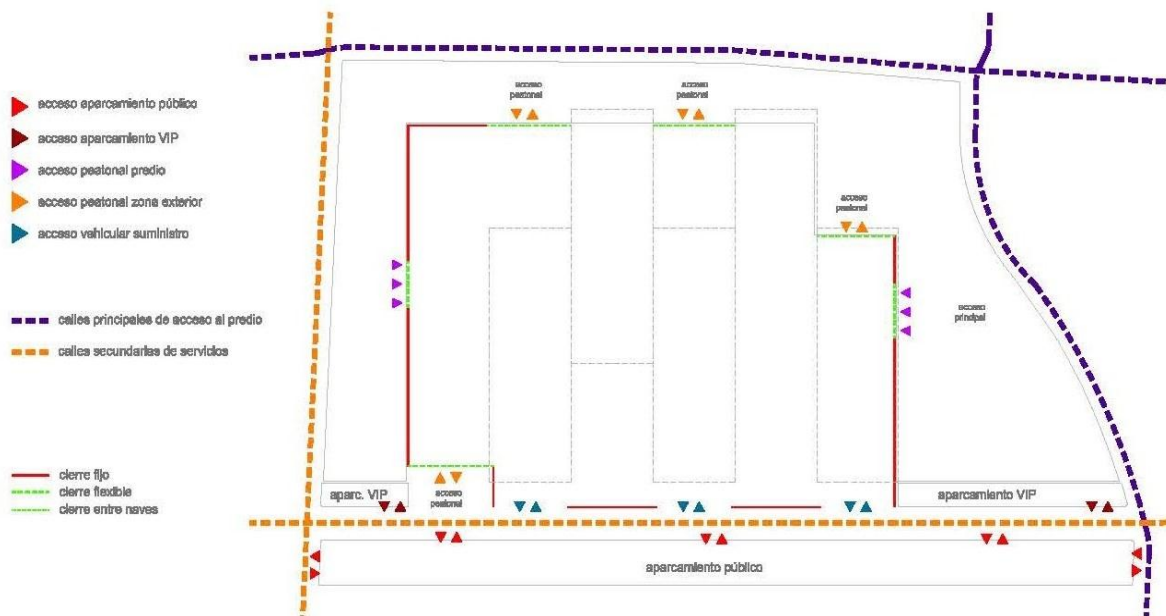 acceso aparcamiento público
acceso aparcamiento VIP
acceso peatonal predio
acceso peatonal zona exterior
acceso vehicular suministro
calles principales de acceso al predio
calles secundarias de servicios
cierre fijo
cierre flexible
cierre entre naves
acceso
peatonal
acceso
peatonal
acceso
peatonal
acceso
principal
aparc. VIP
acceso
peatonal
aparcamiento VIP
aparcamiento público